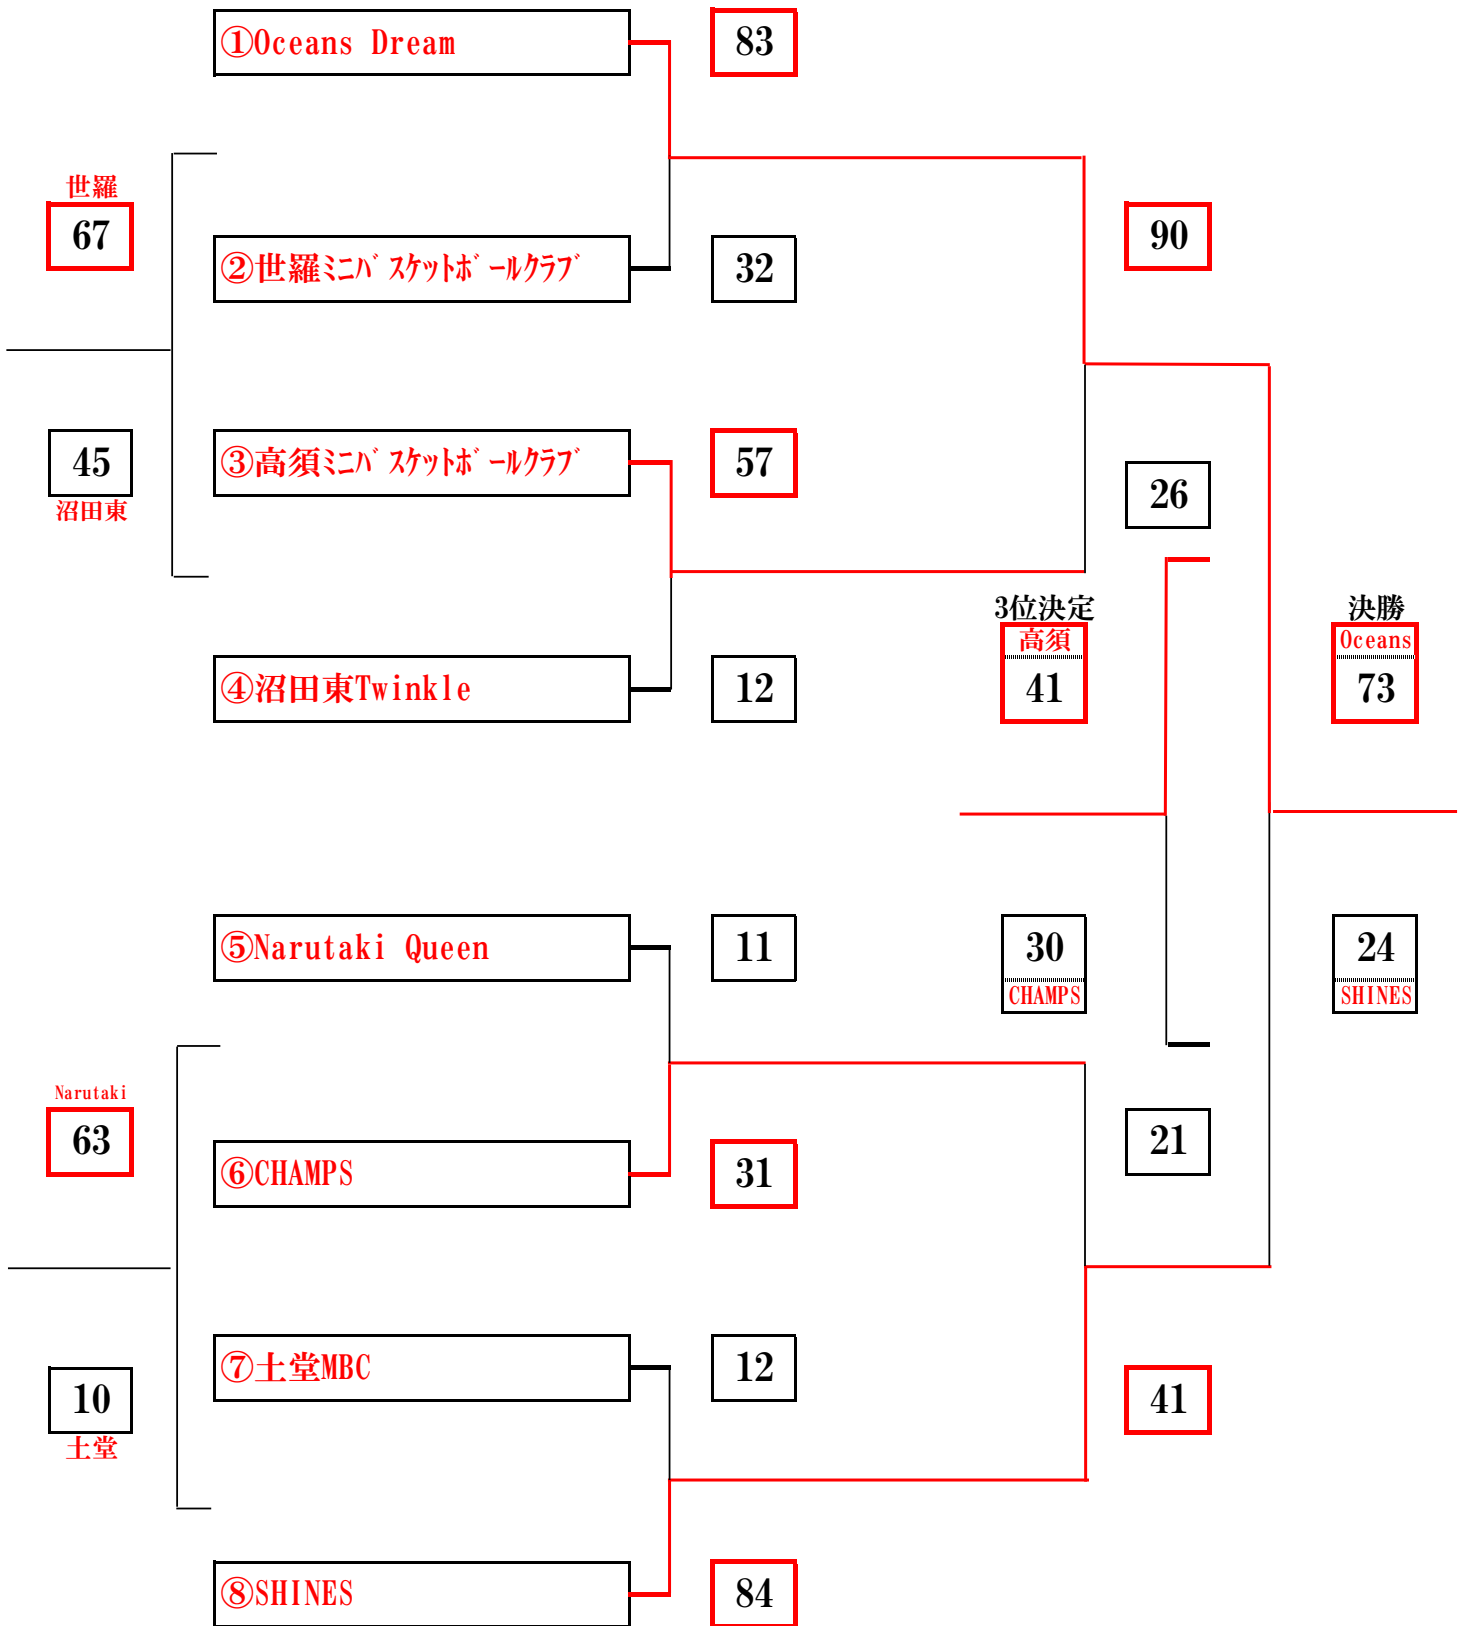 ①Oceans Dream
83
世羅
67
90
②世羅ﾐﾆﾊﾞｽｹｯﾄﾎﾞｰﾙｸﾗﾌﾞ
32
45
沼田東
③高須ﾐﾆﾊﾞｽｹｯﾄﾎﾞｰﾙｸﾗﾌﾞ
57
26
3位決定
高須
41
決勝
Oceans
73
④沼田東Twinkle
12
⑤Narutaki Queen
11
30
CHAMPS
24
SHINES
Narutaki
63
21
⑥CHAMPS
31
⑦土堂MBC
12
10
土堂
41
⑧SHINES
84